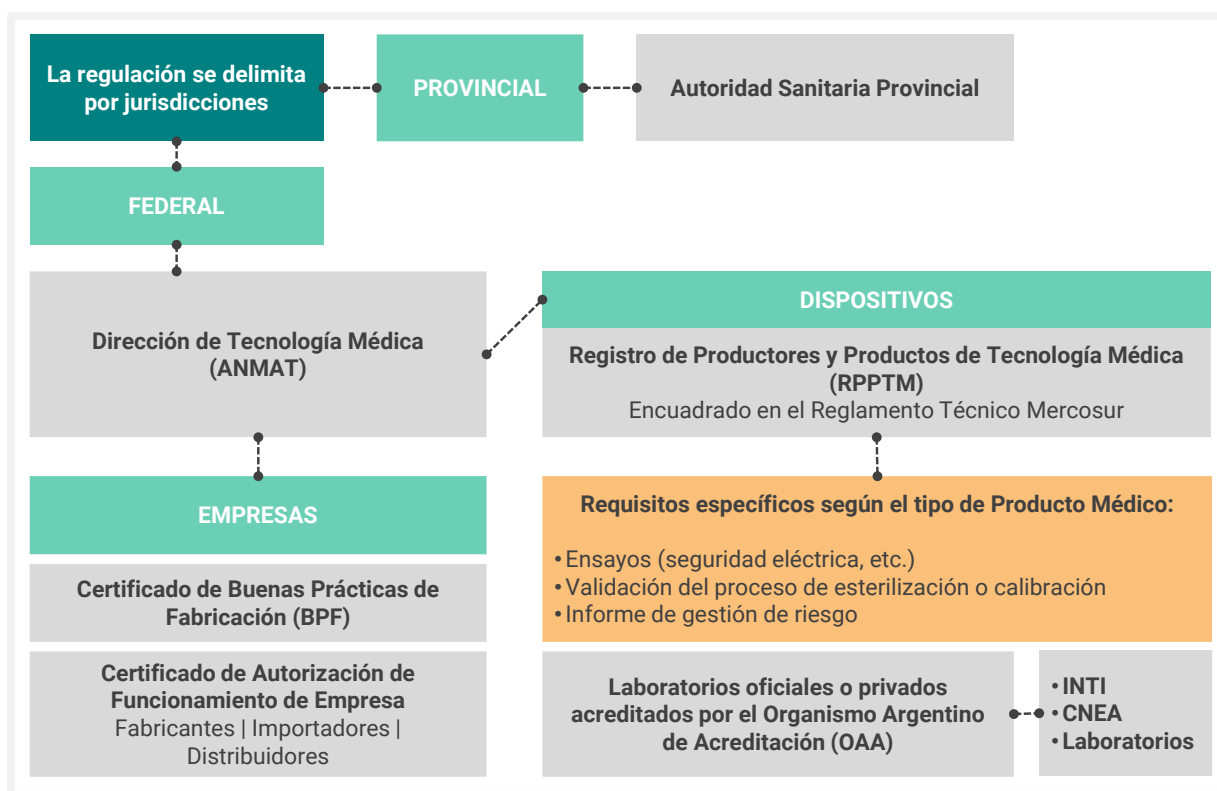 La regulación se delimita
por jurisdicciones
PROVINCIAL
Autoridad Sanitaria Provincial
FEDERAL
Dirección de Tecnología Médica
(ANMAT)
DISPOSITIVOS
Registro de Productores y Productos de Tecnología Médica
(RPPTM)
Encuadrado en el Reglamento Técnico Mercosur
EMPRESAS
Certificado de Buenas Prácticas de
Fabricación (BPF)
Certificado de Autorización de
Funcionamiento de Empresa
Fabricantes | Importadores |
Distribuidores
Requisitos específicos según el tipo de Producto Médico:
• Ensayos (seguridad eléctrica, etc.)
• Validación del proceso de esterilización o calibración
• Informe de gestión de riesgo
Laboratorios oficiales o privados
acreditados por el Organismo Argentino
de Acreditación (OAA)
• INTI
• CNEA
• Laboratorios